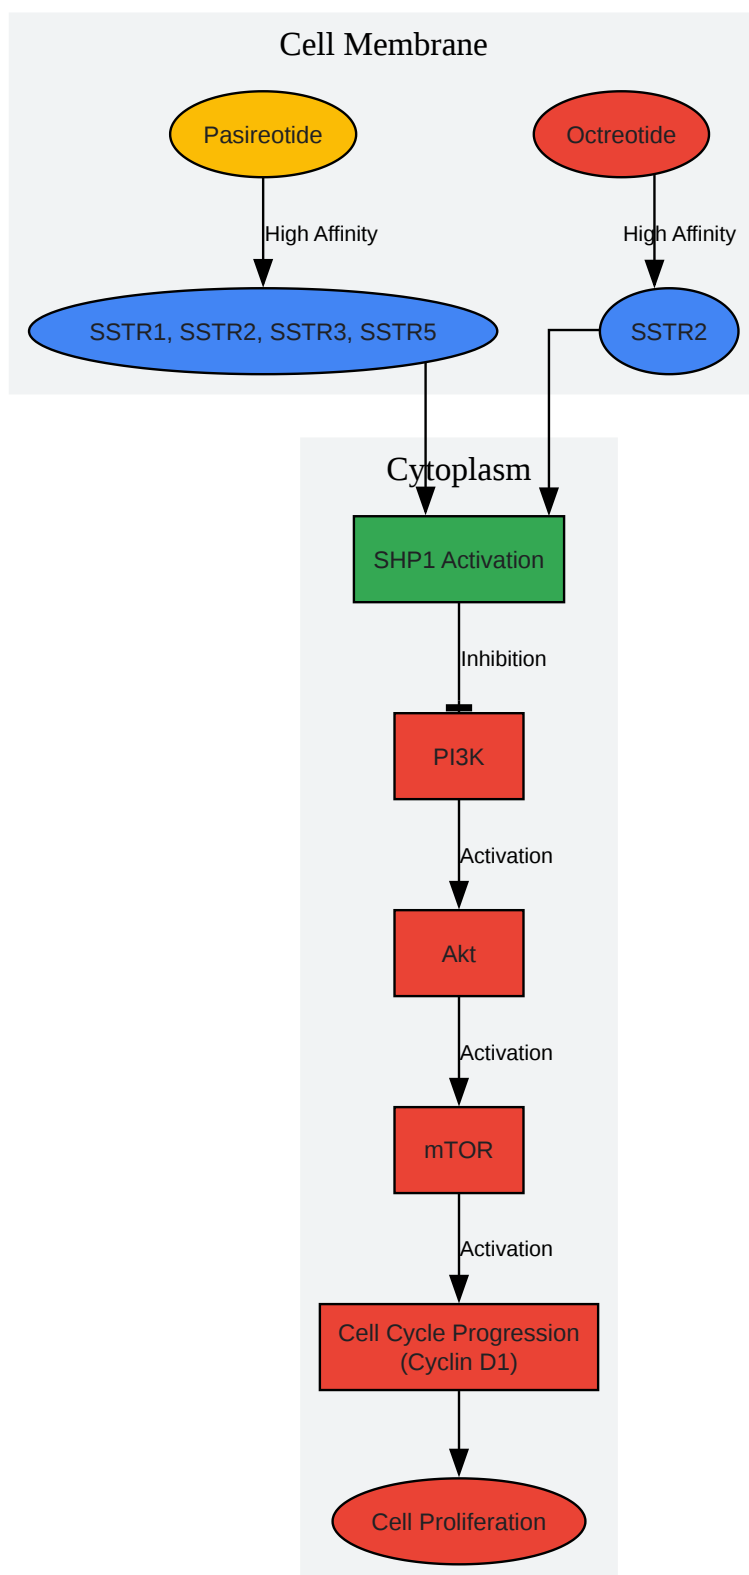 Cell Membrane
Pasireotide
Octreotide
High Affinity
High Affinity
SSTR1, SSTR2, SSTR3, SSTR5
SSTR2
Cytoplasm
SHP1 Activation
Inhibition
PI3K
Activation
Akt
Activation
mTOR
Activation
Cell Cycle Progression
(Cyclin D1)
Cell Proliferation